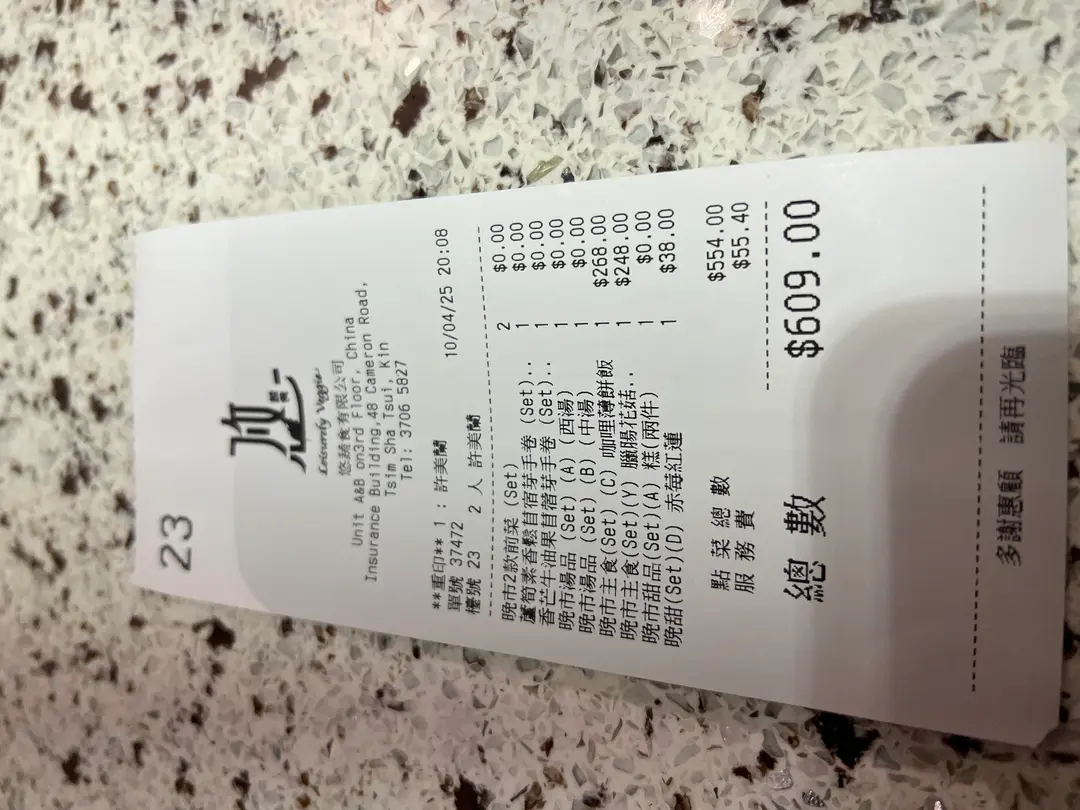 23
Leisurely Veggie
悠蔬食有限公司
Unit A&B on3rd Floor, China
Insurance Building,48 Cameron Road,
Tsim Sha Tsui, Kin
Tel: 3706 5827
**重印** 1 : 許美蘭
單號 37472 10/04/25 20:08
檯號 23 2 人 許美蘭
晚市2款前菜 (Set) 2 $0.00
蘆筍素香鬆苜宿芽手卷 (Set).. 1 $0.00
香芒牛油果苜蓿芽手卷 (Set).. 1 $0.00
晚市湯品 (Set) (A) (西湯) 1 $0.00
晚市湯品 (Set) (B) (中湯) 1 $0.00
晚市主食(Set) (C) 咖哩薄餅飯 1 $268.00
晚市主食(Set)(Y) 臘腸花菇.. 1 $248.00
晚市甜品(Set)(A) 糕(兩件) 1 $0.00
晚甜(Set)(D) 赤莓紅蓮 1 $38.00
點 菜 總 數 $554.00
服 務 費 $55.40
總 數 $609.00
多謝惠顧 請再光臨